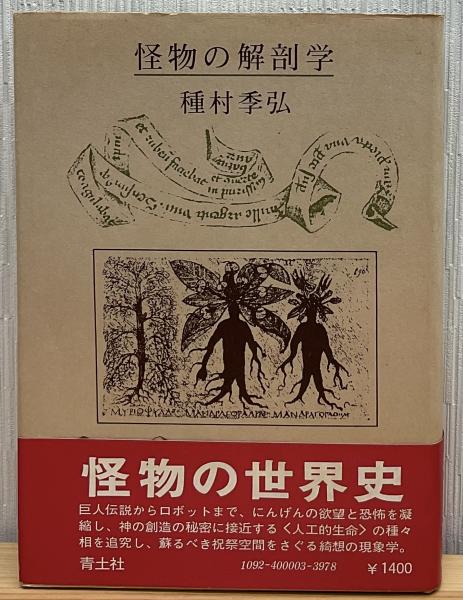 怪物の解剖学
種村季弘
怪物の世界史
巨人伝説からロボットまで、にんげんの欲望と恐怖を凝
縮し、神の創造の秘密に接近する〈人工的生命〉の種々
相を追究し、蘇るべき祝祭空間をさぐる綺想の現象学。
青土社 1092-400003-3978 ¥1400